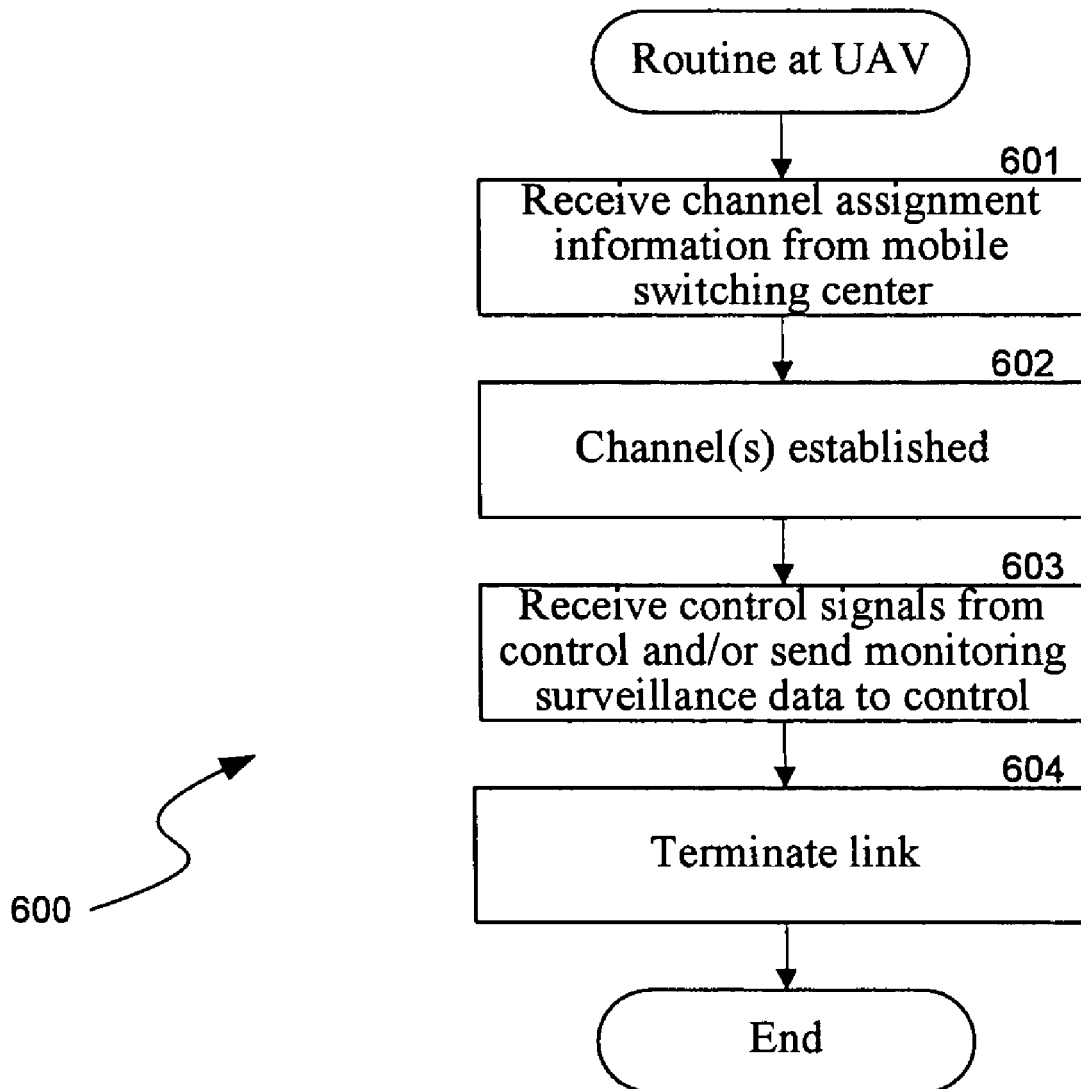 Routine at UAV
601
Receive channel assignment
information from mobile
switching center
602
Channel(s) established
603
Receive control signals from
control and/or send monitoring
surveillance data to control
604
Terminate link
600
End